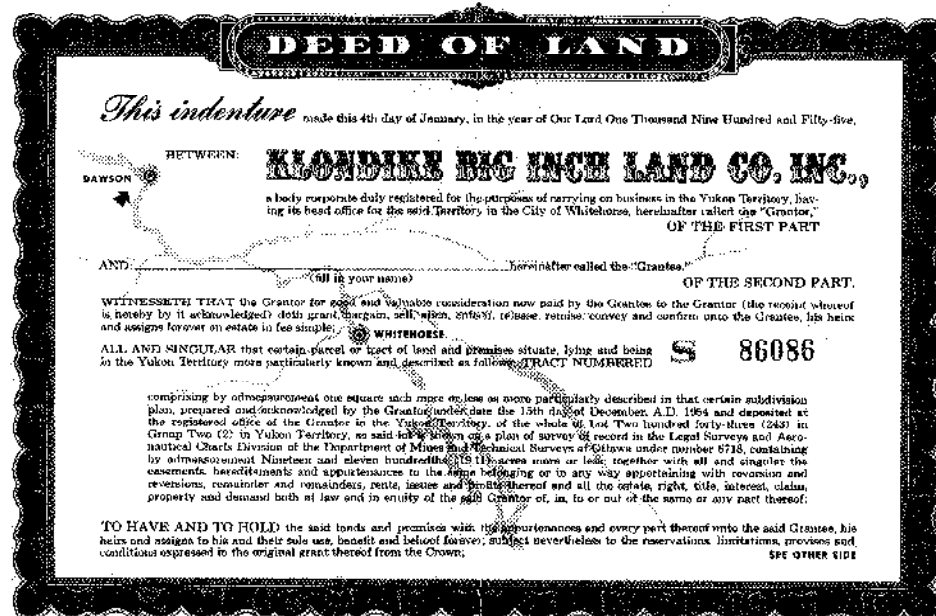 DEED OF LAND
This indenture made this 4th day of January, in the year of Our Lord One Thousand Nine Hundred and Fifty-five,
BETWEEN:
DAWSON
KLONDIKE BIG INCH LAND CO. INC.,
a body corporate duly registered for the purposes of carrying on business in the Yukon Territory, hav-
ing its head office for the said Territory in the City of Whitehorse, hereinafter called the "Grantor,"
OF THE FIRST PART
AND hereinafter called the "Grantee."
(fill in your name)
OF THE SECOND PART.
WITNESSETH THAT the Grantor for good and valuable consideration now paid by the Grantee to the Grantor (the receipt whereof
is hereby by it acknowledged) doth grant, bargain, sell, alien, enfeoff, release, remise, convey and confirm unto the Grantee, his heirs
and assigns forever an estate in fee simple;
WHITEHORSE
ALL AND SINGULAR that certain parcel or tract of land and premises situate, lying and being
in the Yukon Territory more particularly known and described as follows: TRACT NUMBERED
S 86086
comprising by admeasurement one square inch more or less as more particularly described in that certain subdivision
plan, prepared and acknowledged by the Grantor under date the 15th day of December, A.D. 1954 and deposited at
the registered office of the Grantor in the Yukon Territory, of the whole of Lot Two hundred forty-three (243) in
Group Two (2) in Yukon Territory, as said lot is shown on a plan of survey of record in the Legal Surveys and Aero-
nautical Charts Division of the Department of Mines and Technical Surveys at Ottawa under number 6718, containing
by admeasurement Nineteen and eleven hundredths (19.11) acres more or less; together with all and singular the
easements, hereditaments and appurtenances to the same belonging or in any way appertaining with reversion and
reversions, remainder and remainders, rents, issues and profits thereof and all the estate, right, title, interest, claim,
property and demand both at law and in equity of the said Grantor of, in, to or out of the same or any part thereof;
TO HAVE AND TO HOLD the said lands and premises with the appurtenances and every part thereof unto the said Grantee, his
heirs and assigns to his and their sole use, benefit and behoof forever; subject nevertheless to the reservations, limitations, provisos and
conditions expressed in the original grant thereof from the Crown;
SEE OTHER SIDE